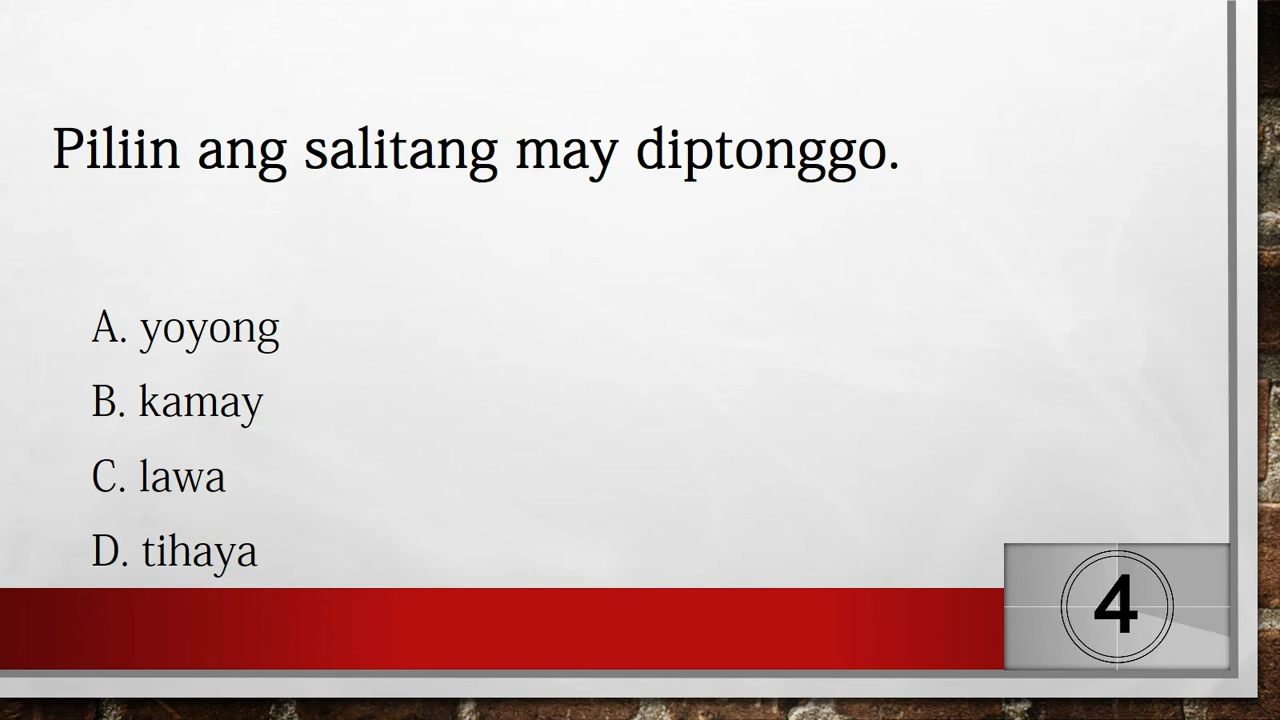 Piliin ang salitang may diptonggo.
A. yoyong
B. kamay
C. lawa
D. tihaya
4